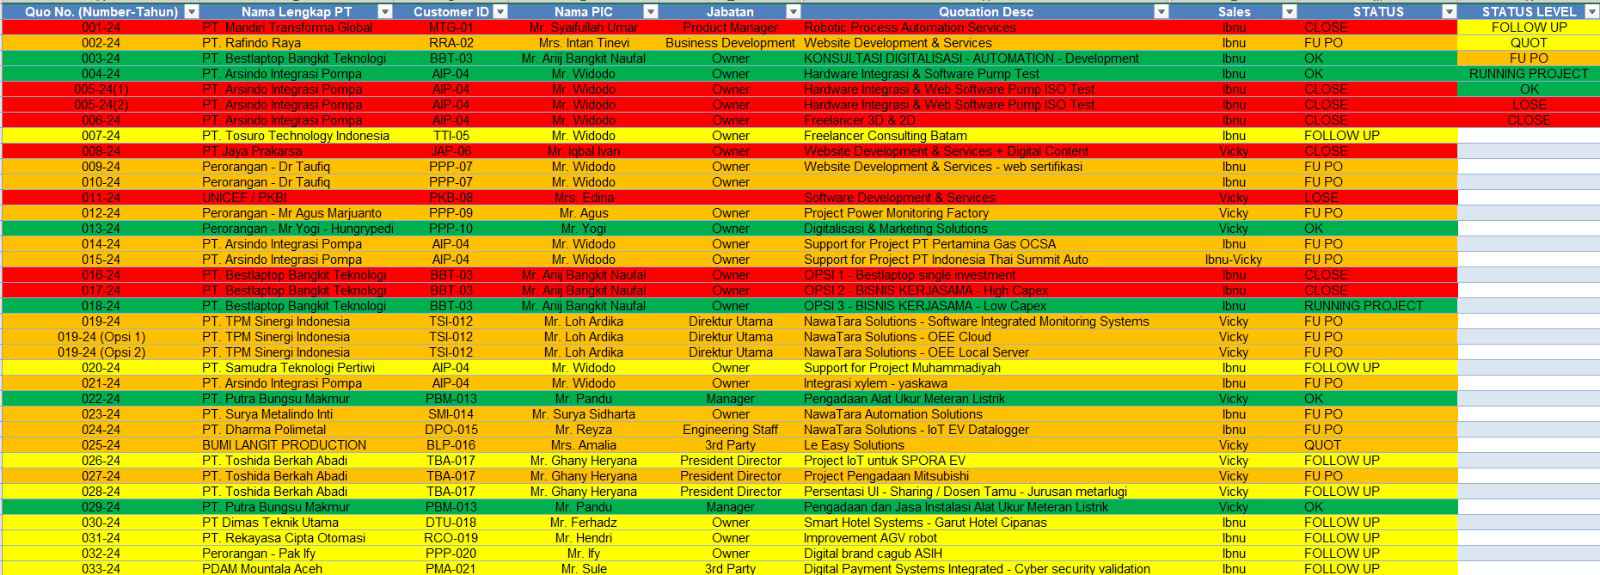 Quo No. (Number-Tahun) Nama Lengkap PT Customer ID Nama PIC Jabatan Quotation Desc Sales STATUS STATUS LEVEL
001-24 PT. Mandiri Transforma Global MTG-01 Mr. Syaifullah Umar Product Manager Robotic Process Automation Services Ibnu CLOSE FOLLOW UP
002-24 PT. Rafindo Raya RRA-02 Mrs. Intan Tinevi Business Development Website Development & Services Ibnu FU PO QUOT
003-24 PT. Bestlaptop Bangkit Teknologi BBT-03 Mr. Anij Bangkit Naufal Owner KONSULTASI DIGITALISASI - AUTOMATION - Development Ibnu OK FU PO
004-24 PT. Arsindo Integrasi Pompa AIP-04 Mr. Widodo Owner Hardware Integrasi & Software Pump Test Ibnu OK RUNNING PROJECT
005-24(1) PT. Arsindo Integrasi Pompa AIP-04 Mr. Widodo Owner Hardware Integrasi & Web Software Pump ISO Test Ibnu CLOSE OK
005-24(2) PT. Arsindo Integrasi Pompa AIP-04 Mr. Widodo Owner Hardware Integrasi & Web Software Pump ISO Test Ibnu CLOSE LOSE
006-24 PT. Arsindo Integrasi Pompa AIP-04 Mr. Widodo Owner Freelancer 3D & 2D Ibnu CLOSE CLOSE
007-24 PT. Tosuro Technology Indonesia TTI-05 Mr. Widodo Owner Freelancer Consulting Batam Ibnu FOLLOW UP
008-24 PT Jaya Prakarsa JAP-06 Mr. Iqbal Ivan Owner Website Development & Services + Digital Content Vicky CLOSE
009-24 Perorangan - Dr Taufiq PPP-07 Mr. Widodo Owner Website Development & Services - web sertifikasi Ibnu FU PO
010-24 Perorangan - Dr Taufiq PPP-07 Mr. Widodo Owner Ibnu FU PO
011-24 UNICEF / PKBI PKB-08 Mrs. Edina Software Development & Services Vicky LOSE
012-24 Perorangan - Mr Agus Marjuanto PPP-09 Mr. Agus Owner Project Power Monitoring Factory Vicky FU PO
013-24 Perorangan - Mr Yogi - Hungrypedi PPP-10 Mr. Yogi Owner Digitalisasi & Marketing Solutions Vicky OK
014-24 PT. Arsindo Integrasi Pompa AIP-04 Mr. Widodo Owner Support for Project PT Pertamina Gas OCSA Ibnu FU PO
015-24 PT. Arsindo Integrasi Pompa AIP-04 Mr. Widodo Owner Support for Project PT Indonesia Thai Summit Auto Ibnu-Vicky FU PO
016-24 PT. Bestlaptop Bangkit Teknologi BBT-03 Mr. Anij Bangkit Naufal Owner OPSI 1 - Bestlaptop single investment Ibnu CLOSE
017-24 PT. Bestlaptop Bangkit Teknologi BBT-03 Mr. Anij Bangkit Naufal Owner OPSI 2 - BISNIS KERJASAMA - High Capex Ibnu CLOSE
018-24 PT. Bestlaptop Bangkit Teknologi BBT-03 Mr. Anij Bangkit Naufal Owner OPSI 3 - BISNIS KERJASAMA - Low Capex Ibnu RUNNING PROJECT
019-24 PT. TPM Sinergi Indonesia TSI-012 Mr. Loh Ardika Direktur Utama NawaTara Solutions - Software Integrated Monitoring Systems Vicky FU PO
019-24 (Opsi 1) PT. TPM Sinergi Indonesia TSI-012 Mr. Loh Ardika Direktur Utama NawaTara Solutions - OEE Cloud Vicky FU PO
019-24 (Opsi 2) PT. TPM Sinergi Indonesia TSI-012 Mr. Loh Ardika Direktur Utama NawaTara Solutions - OEE Local Server Vicky FU PO
020-24 PT. Samudra Teknologi Pertiwi AIP-04 Mr. Widodo Owner Support for Project Muhammadiyah Ibnu FOLLOW UP
021-24 PT. Arsindo Integrasi Pompa AIP-04 Mr. Widodo Owner Integrasi xylem - yaskawa Ibnu FU PO
022-24 PT. Putra Bungsu Makmur PBM-013 Mr. Pandu Manager Pengadaan Alat Ukur Meteran Listrik Vicky OK
023-24 PT. Surya Metalindo Inti SMI-014 Mr. Surya Sidharta Owner NawaTara Automation Solutions Ibnu FU PO
024-24 PT. Dharma Polimetal DPO-015 Mr. Reyza Engineering Staff NawaTara Solutions - IoT EV Datalogger Ibnu FU PO
025-24 BUMI LANGIT PRODUCTION BLP-016 Mrs. Amalia 3rd Party Le Easy Solutions Vicky QUOT
026-24 PT. Toshida Berkah Abadi TBA-017 Mr. Ghany Heryana President Director Project IoT untuk SPORA EV Vicky FOLLOW UP
027-24 PT. Toshida Berkah Abadi TBA-017 Mr. Ghany Heryana President Director Project Pengadaan Mitsubishi Vicky FU PO
028-24 PT. Toshida Berkah Abadi TBA-017 Mr. Ghany Heryana President Director Persentasi UI - Sharing / Dosen Tamu - Jurusan metarlugi Vicky FOLLOW UP
029-24 PT. Putra Bungsu Makmur PBM-013 Mr. Pandu Manager Pengadaan dan Jasa Instalasi Alat Ukur Meteran Listrik Vicky OK
030-24 PT Dimas Teknik Utama DTU-018 Mr. Ferhadz Owner Smart Hotel Systems - Garut Hotel Cipanas Ibnu FOLLOW UP
031-24 PT. Rekayasa Cipta Otomasi RCO-019 Mr. Hendri Owner Improvement AGV robot Ibnu FOLLOW UP
032-24 Perorangan - Pak Ify PPP-020 Mr. Ify Owner Digital brand cagub ASIH Ibnu FOLLOW UP
033-24 PDAM Mountala Aceh PMA-021 Mr. Sule 3rd Party Digital Payment Systems Integrated - Cyber security validation Ibnu FOLLOW UP